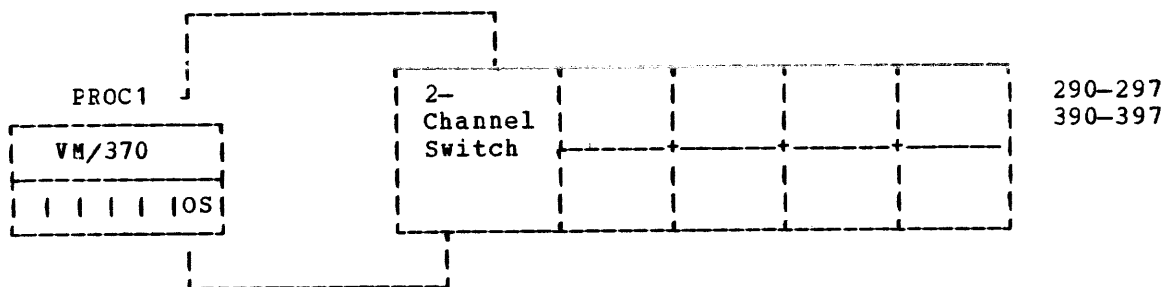 PROC1
VM/370
OS
2-
Channel
Switch
290-297
390-397